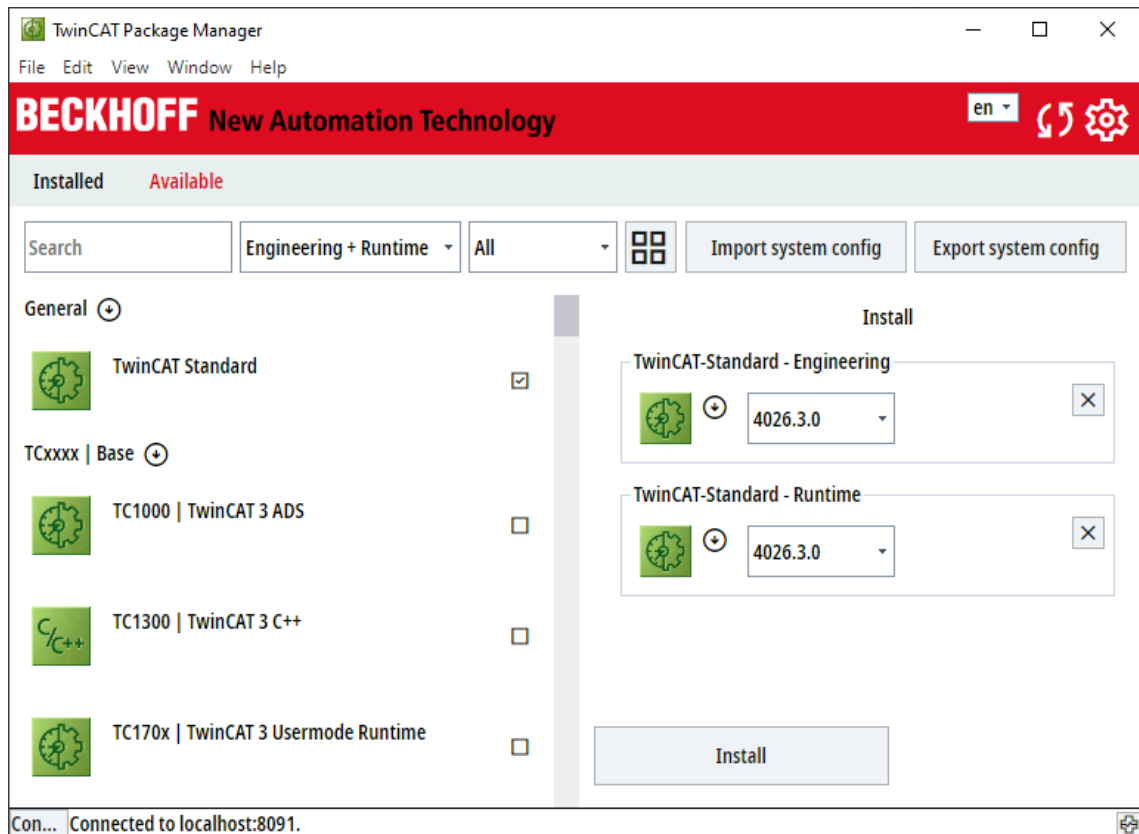 TwinCAT Package Manager
File Edit View Window Help
BECKHOFF New Automation Technology
en
Installed Available
Search Engineering + Runtime All Import system config Export system config
General
TwinCAT Standard
TCxxxx | Base
TC1000 | TwinCAT 3 ADS
C/C++ TC1300 | TwinCAT 3 C++
TC170x | TwinCAT 3 Usermode Runtime
Install
TwinCAT-Standard - Engineering
4026.3.0
TwinCAT-Standard - Runtime
4026.3.0
Install
Con... Connected to localhost:8091.